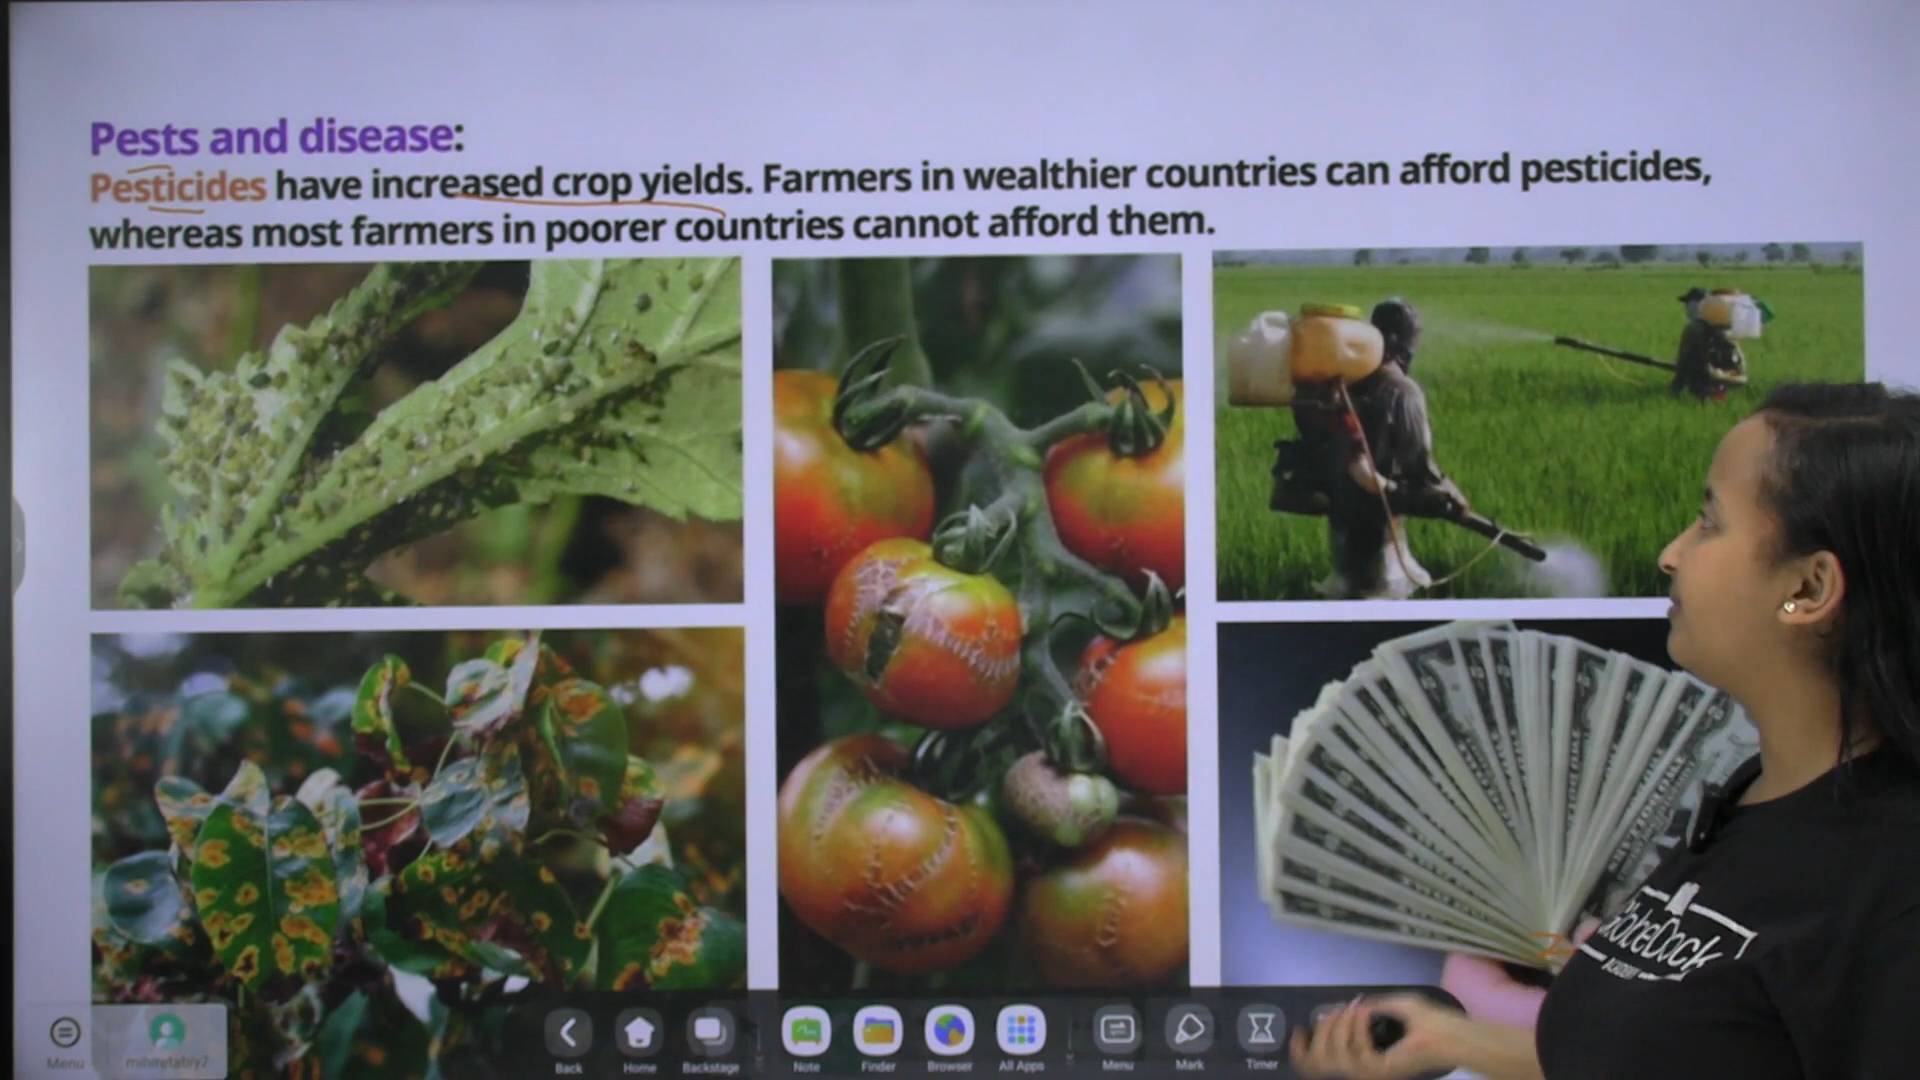 Pests and disease:
Pesticides have increased crop yields. Farmers in wealthier countries can afford pesticides,
whereas most farmers in poorer countries cannot afford them.
Menu
Back
Home
Backstage
Note
Finder
Browser
All Apps
Menu
Mark
Timer